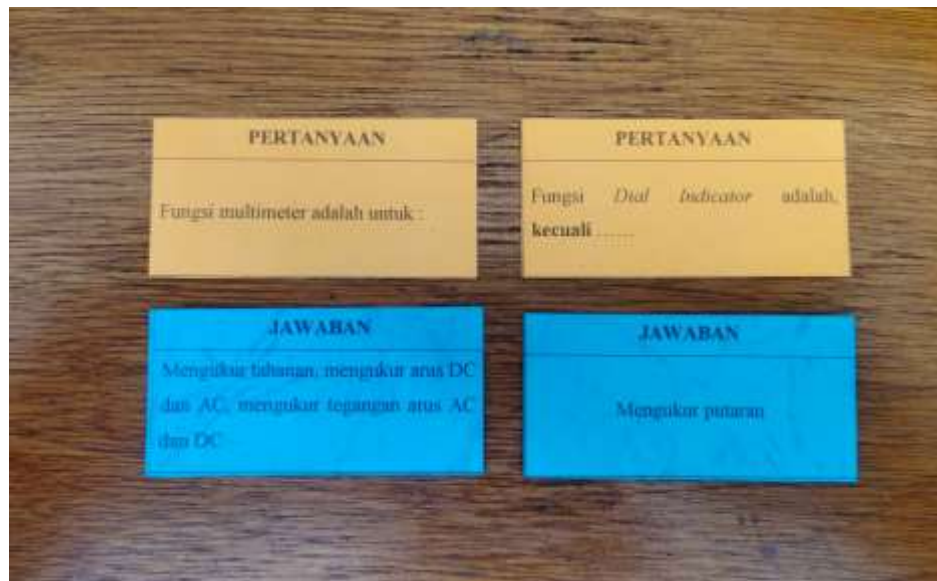 PERTANYAAN
Fungsi multimeter adalah untuk :
PERTANYAAN
Fungsi Dial Indicator adalah,
kecuali ......
JAWABAN
Mengukur tahanan, mengukur arus DC
dan AC, mengukur tegangan arus AC
dan DC
JAWABAN
Mengukur putaran